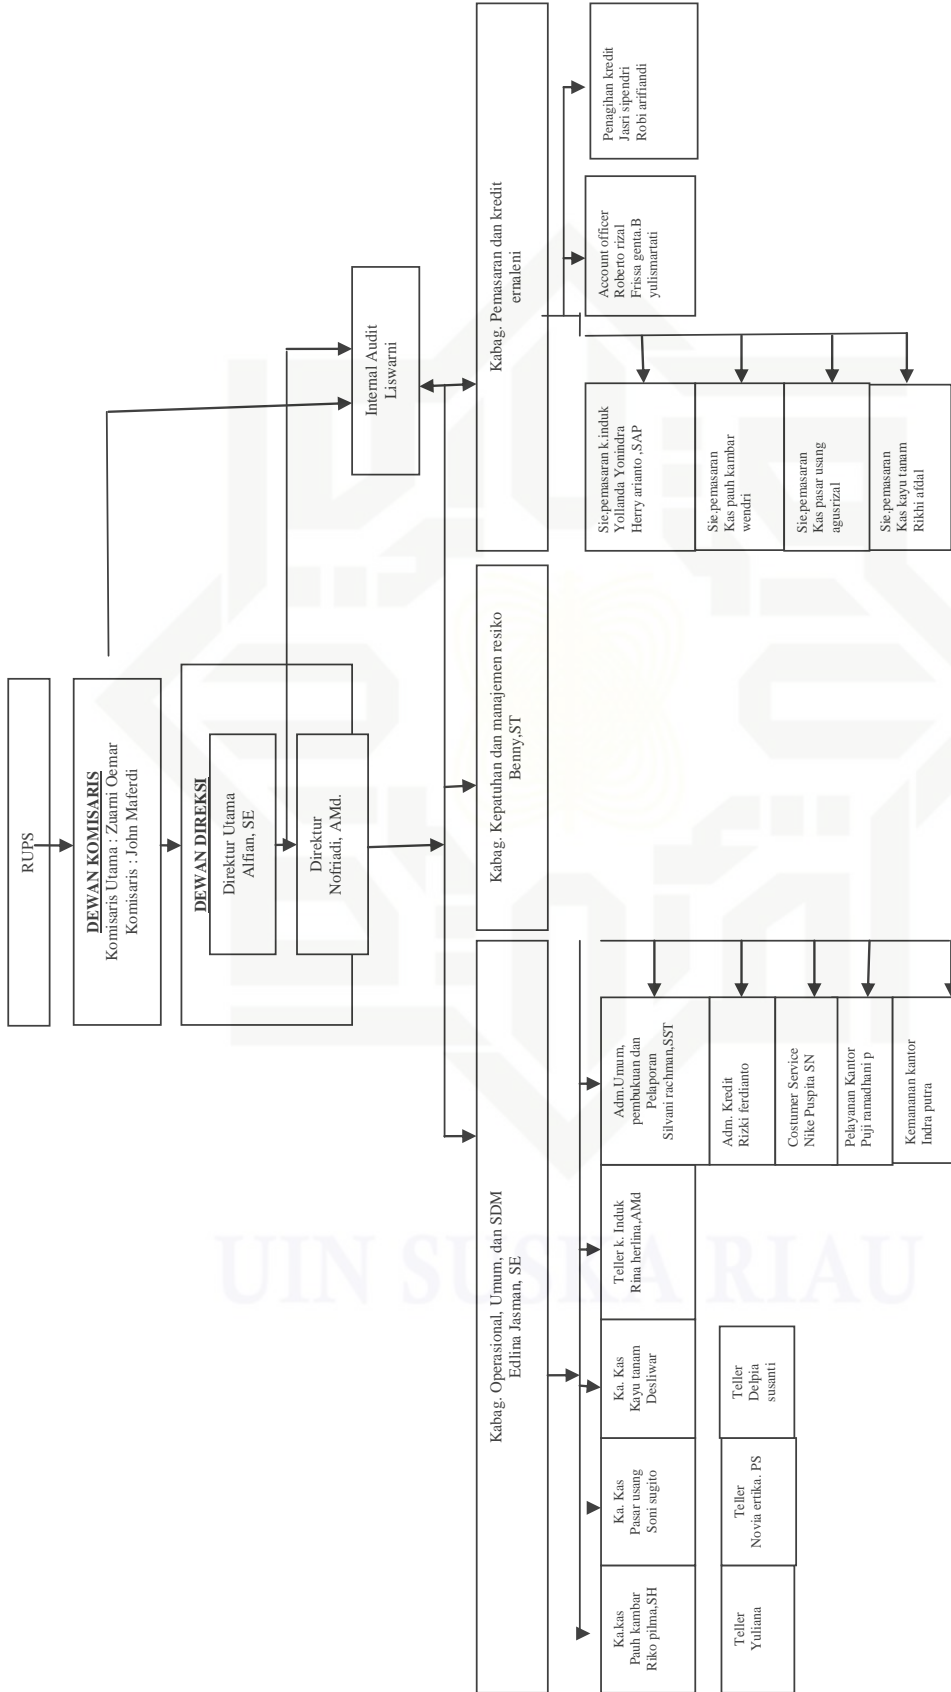 RUPS
DEWAN KOMISARIS
Komisaris Utama : Zuarni Oemar
Komisaris : John Maferdi
DEWAN DIREKSI
Direktur Utama
Alfian, SE
Direktur
Nofriadi, AMd.
Internal Audit
Liswarni
Kabag. Operasional, Umum, dan SDM
Edlina Jasman, SE
Kabag. Kepatuhan dan manajemen resiko
Benny,ST
Kabag. Pemasaran dan kredit
ernaleni
Ka.kas
Pauh kambar
Riko pilma,SH
Ka. Kas
Pasar usang
Soni sugito
Ka. Kas
Kayu tanam
Desliwar
Teller k. Induk
Rina herlina,AMd
Adm.Umum,
pembukuan dan
Pelaporan
Silvani rachman,SST
Adm. Kredit
Rizki ferdianto
Costumer Service
Nike Puspita SN
Pelayanan Kantor
Puji ramadhani p
Kemananan kantor
Indra putra
Teller
Yuliana
Teller
Novia ertika. PS
Teller
Delpia
susanti
Sie.pemasaran k.induk
Yollanda Yonindra
Herry arianto ,SAP
Sie.pemasaran
Kas pauh kambar
wendri
Sie.pemasaran
Kas pasar usang
agusrizal
Sie.pemasaran
Kas kayu tanam
Rikhi afdal
Account officer
Roberto rizal
Frissa genta.B
yulismartati
Penagihan kredit
Jasri sipendri
Robi arifiandi
UIN SUSKA RIAU